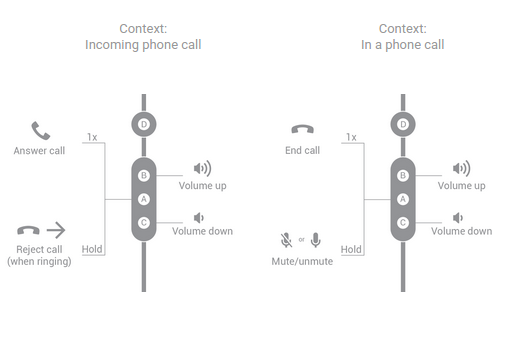 Context:
Incoming phone call
D
1x
Answer call
B
Volume up
A
C
Volume down
Hold
Reject call
(when ringing)
Context:
In a phone call
D
1x
End call
B
Volume up
A
C
Volume down
or
Hold
Mute/unmute